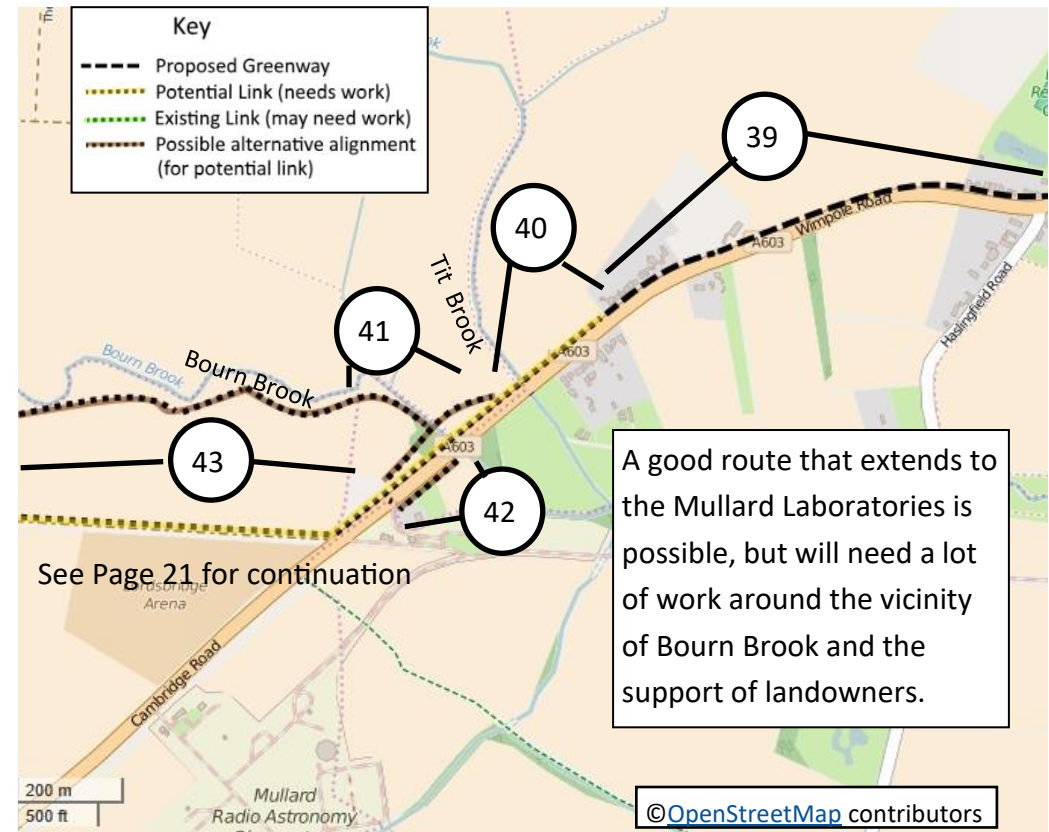 Key
Proposed Greenway
Potential Link (needs work)
Existing Link (may need work)
Possible alternative alignment
(for potential link)
39
Wimpole Road
A603
40
Haslingfield Road
Tit Brook
41
A603
Bourn Brook
Bourn Brook
A603
43
42
A good route that extends to
the Mullard Laboratories is
possible, but will need a lot
of work around the vicinity
of Bourn Brook and the
support of landowners.
See Page 21 for continuation
Arena
Cambridge Road
200 m
500 ft
Mullard
Radio Astronomy
©OpenStreetMap contributors